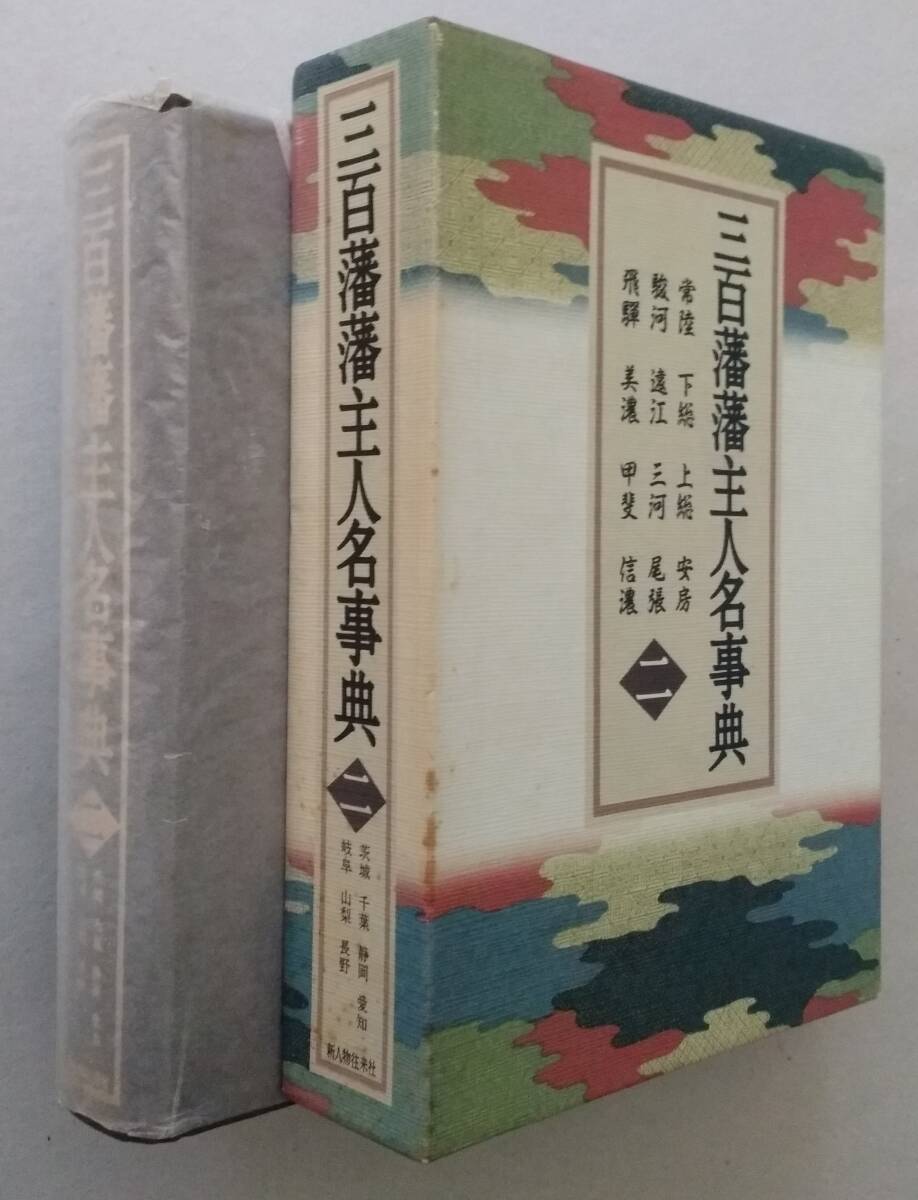 三百藩藩主人名事典
常陸 下総 上総 安房
駿河 遠江 三河 尾張
飛騨 美濃 甲斐 信濃
二
三百藩藩主人名事典
二
茨城 千葉 静岡 愛知
岐阜 山梨 長野
新人物往来社
三百藩藩主人名事典
二